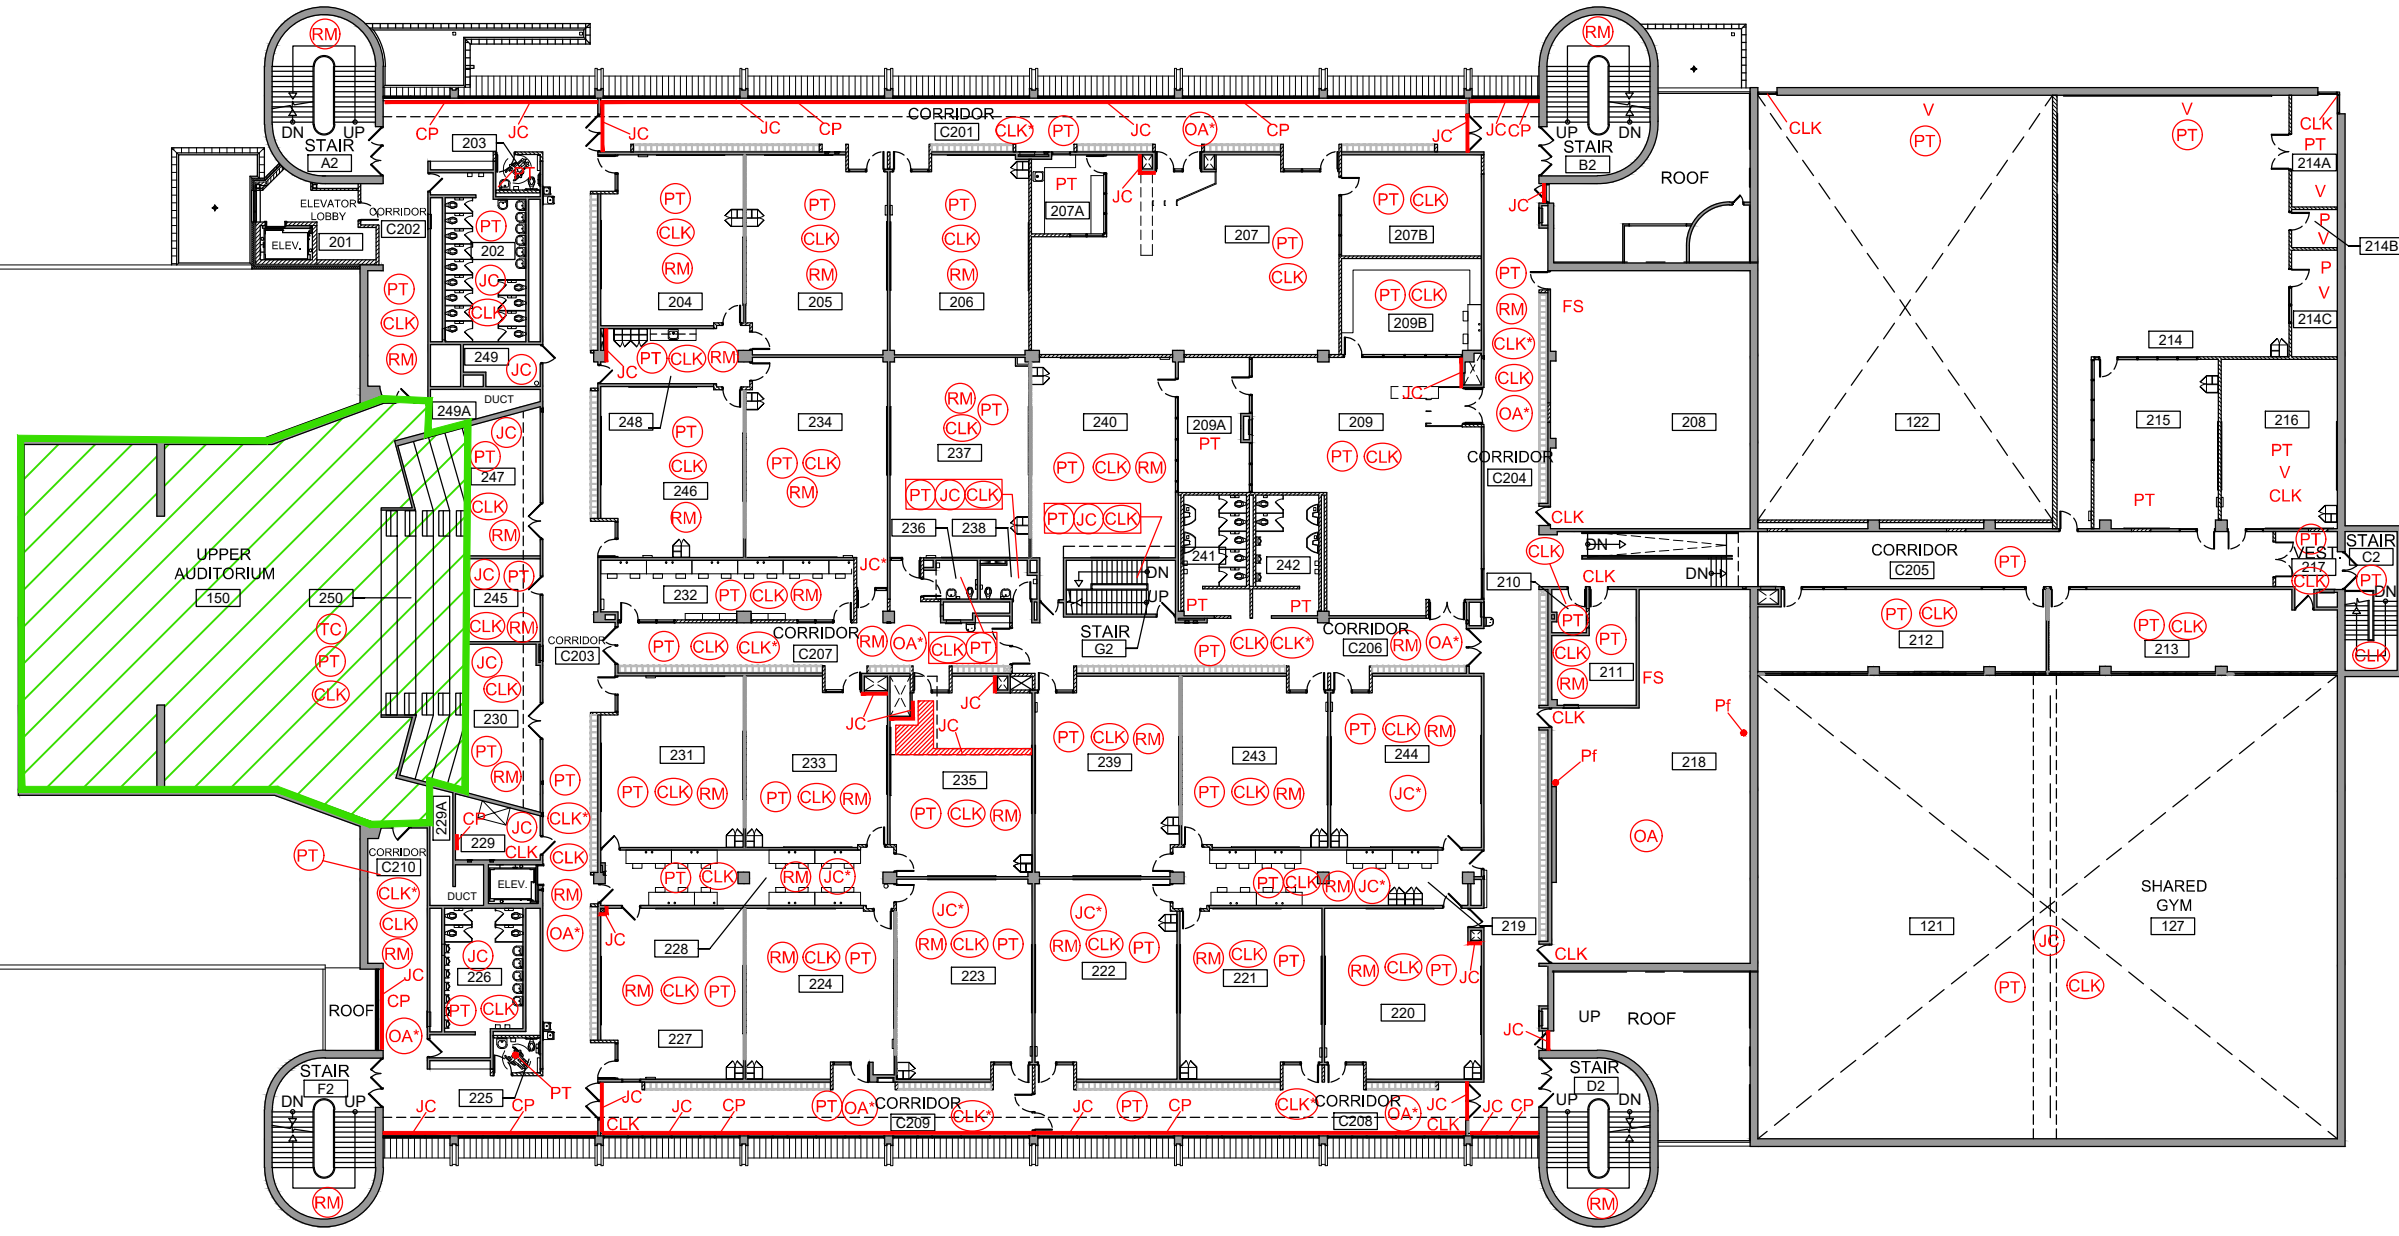 RM
RM
CORRIDOR
C201
CP
JC
JC
JC
CP
CLK*
PT
JC
OA*
CP
JC
JC
CP
DN
UP
STAIR
A2
203
PT
UP
DN
STAIR
B2
ROOF
CLK
V
PT
V
PT
CLK
PT
214A
V
P
V
214B
P
V
214C
ELEVATOR
LOBBY
201
ELEV.
CORRIDOR
C202
PT
202
JC
CLK
PT
CLK
RM
249
JC
DUCT
249A
PT
CLK
RM
204
PT
CLK
RM
205
PT
CLK
RM
206
PT
207A
JC
207
PT
CLK
PT CLK
207B
PT CLK
209B
JC
PT
RM
CLK*
CLK
OA*
FS
JC
PT CLK RM
248
JC
214
122
208
215
PT
216
PT
V
CLK
UPPER
AUDITORIUM
150
250
TC
PT
CLK
JC
PT
247
CLK
RM
JC PT
245
CLK RM
JC
CLK
230
PT
RM
PT
CLK
246
RM
234
PT CLK
RM
RM
PT
CLK
237
PT JC CLK
236
238
240
PT CLK RM
PT JC CLK
209A
PT
209
PT CLK
JC
CORRIDOR
C204
CLK
JC*
232
PT CLK RM
DN
UP
STAIR
G2
241
242
PT
PT
CORRIDOR
C203
PT CLK CLK*
CORRIDOR
C207
RM OA*
CLK PT
PT CLK CLK*
CORRIDOR
C206
RM OA*
CLK
DN
DN
CLK
210
PT
CLK
RM
PT
211
FS
CORRIDOR
C205
PT
PT
VEST
217
CLK
STAIR
C2
PT
DN
CLK
PT CLK
212
PT CLK
213
231
PT CLK RM
233
PT CLK RM
JC
JC
JC
235
PT CLK RM
PT CLK RM
239
243
PT CLK RM
PT CLK RM
244
JC*
CLK
Pf
Pf
218
OA
CLK
PT
CLK*
CLK
RM
OA*
229A
CP
229
JC
CLK
PT
CORRIDOR
C210
CLK*
CLK
RM
JC
CP
OA*
DUCT
ELEV.
JC
226
PT CLK
ROOF
PT CLK
RM JC*
228
JC
PT CLK RM JC*
219
RM CLK PT
227
RM CLK PT
224
JC*
RM CLK PT
223
JC*
RM CLK PT
222
RM CLK PT
221
RM CLK PT
220
JC
121
SHARED
GYM
127
JC
PT
CLK
UP
ROOF
JC
STAIR
F2
DN
UP
225
PT
JC
CP
JC
CLK
JC
CP
PT OA*
CORRIDOR
C209
CLK*
JC
PT
CP
CLK*
CORRIDOR
C208
OA*
JC
CLK
JC
CP
STAIR
D2
UP
DN
RM
RM